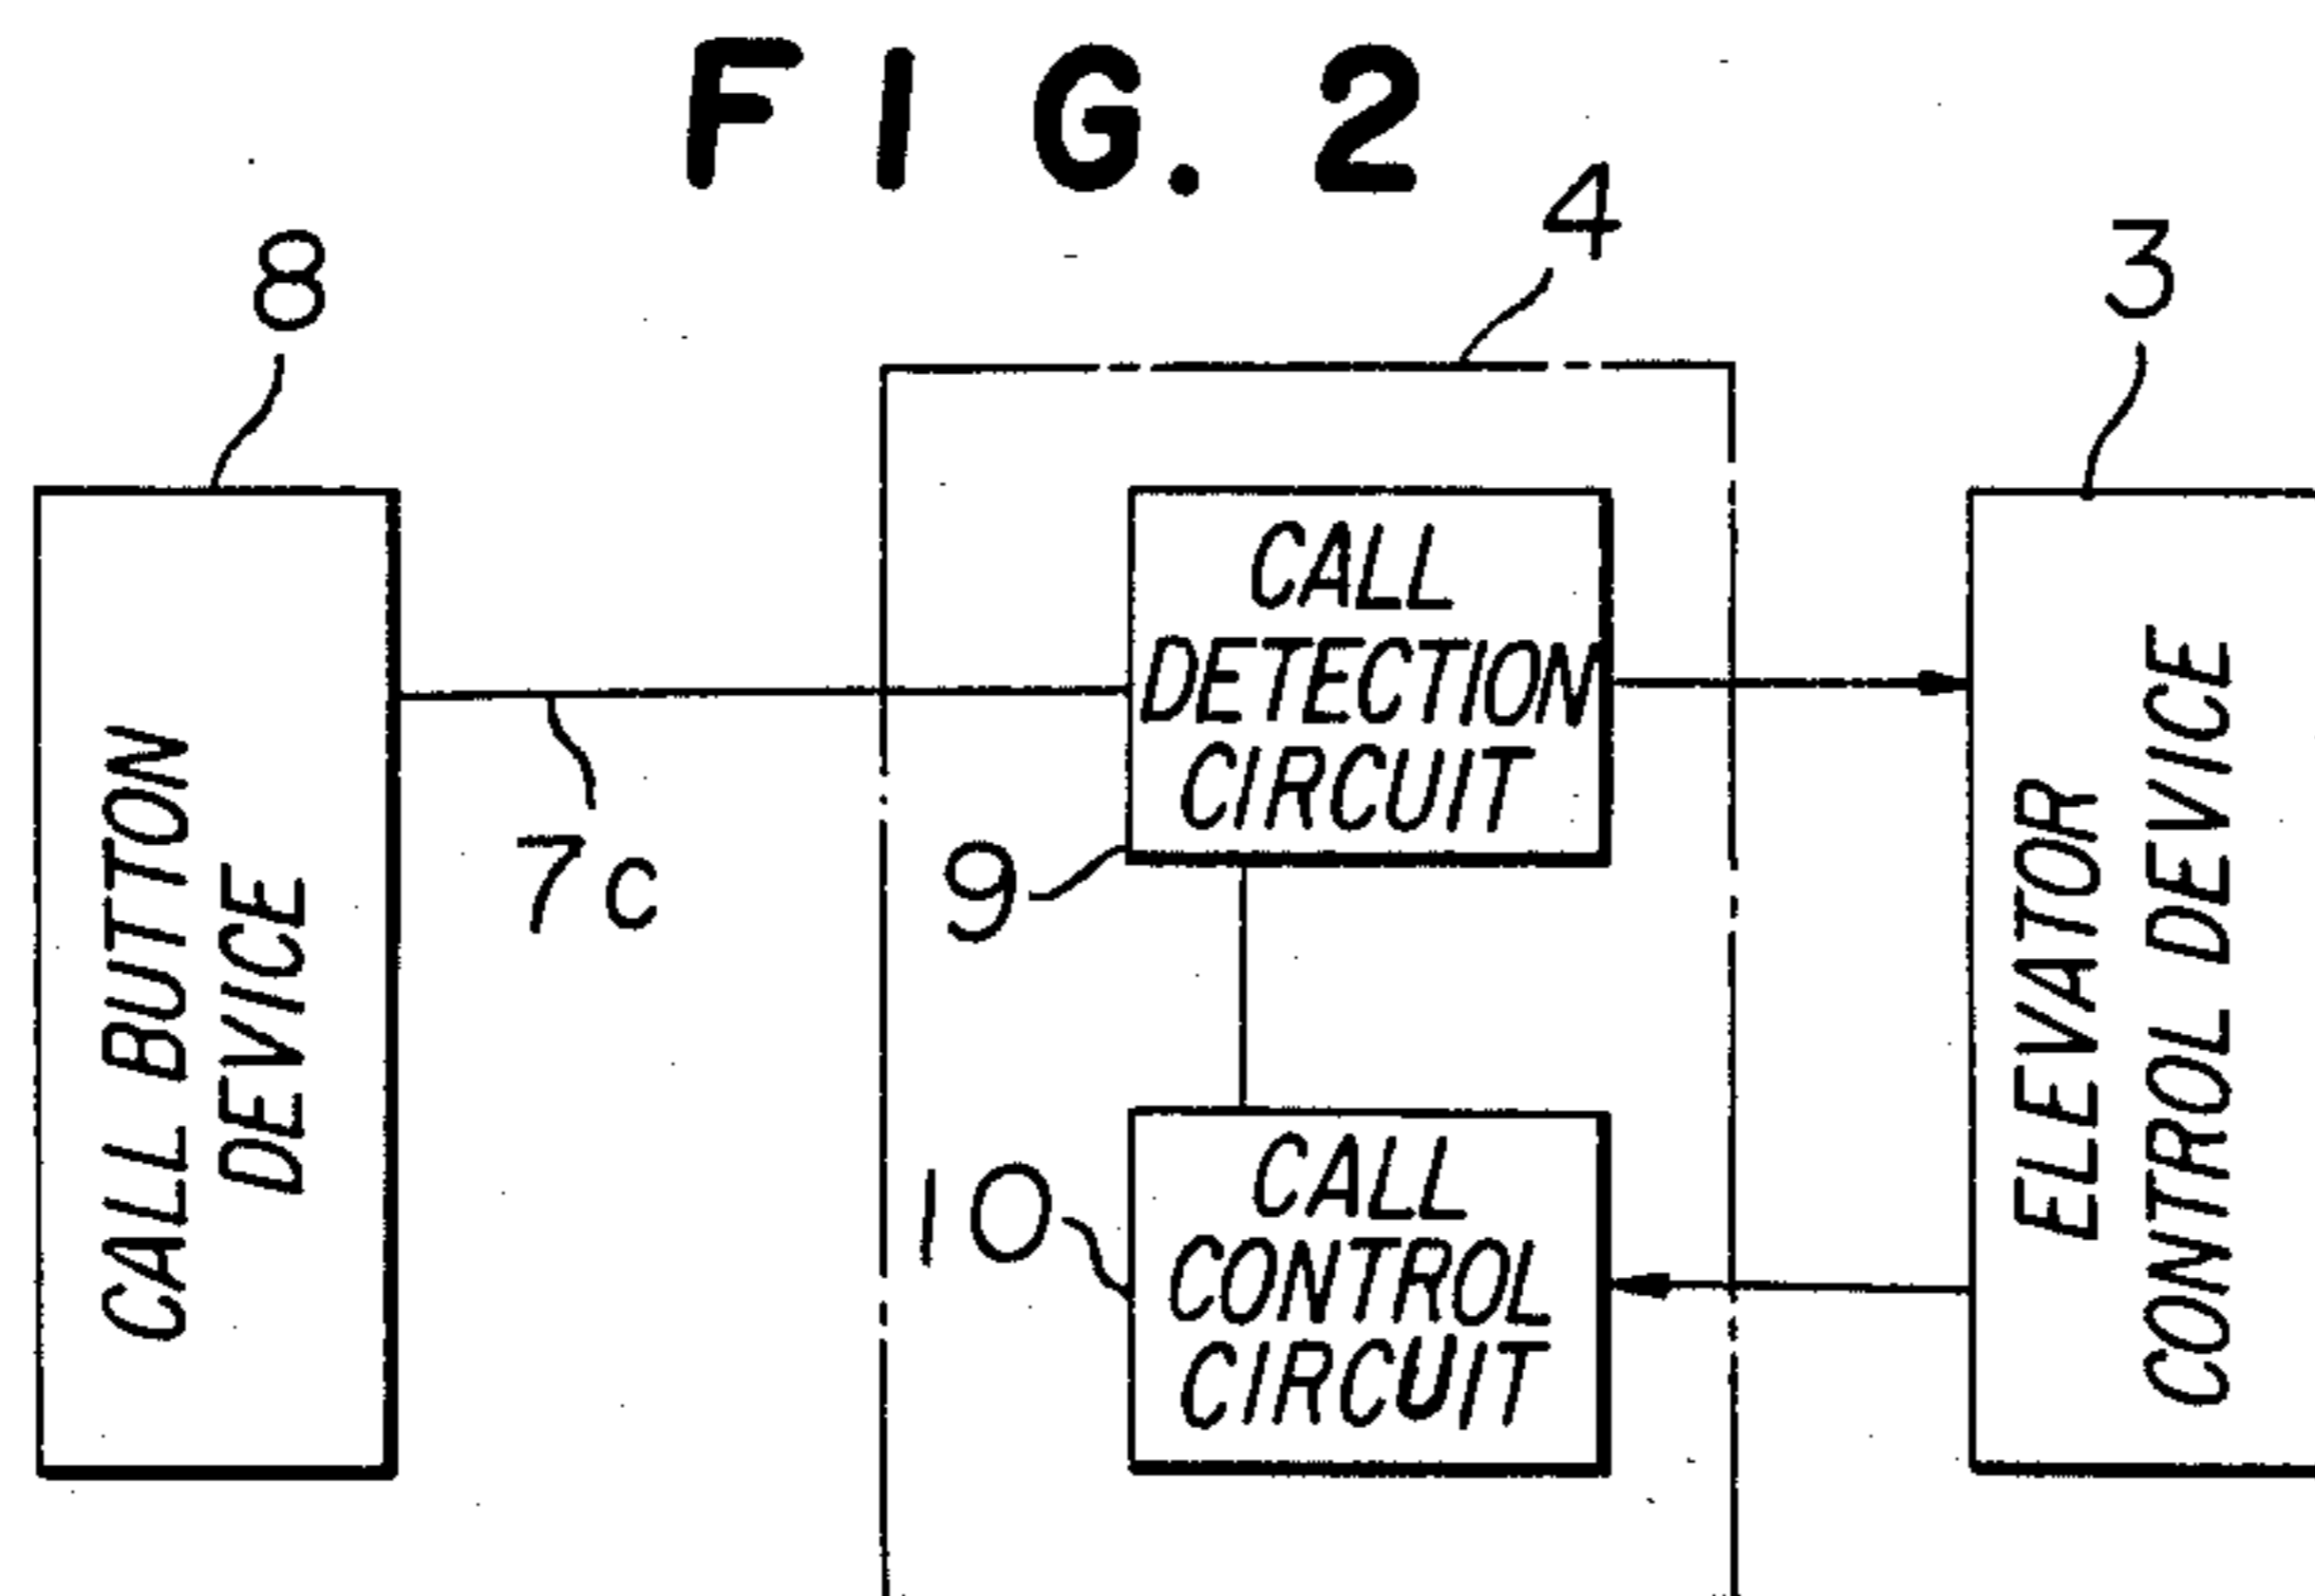 FIG. 2
8
4
3
CALL BUTTON
DEVICE
7c
CALL
DETECTION
CIRCUIT
9
10
CALL
CONTROL
CIRCUIT
ELEVATOR
CONTROL DEVICE